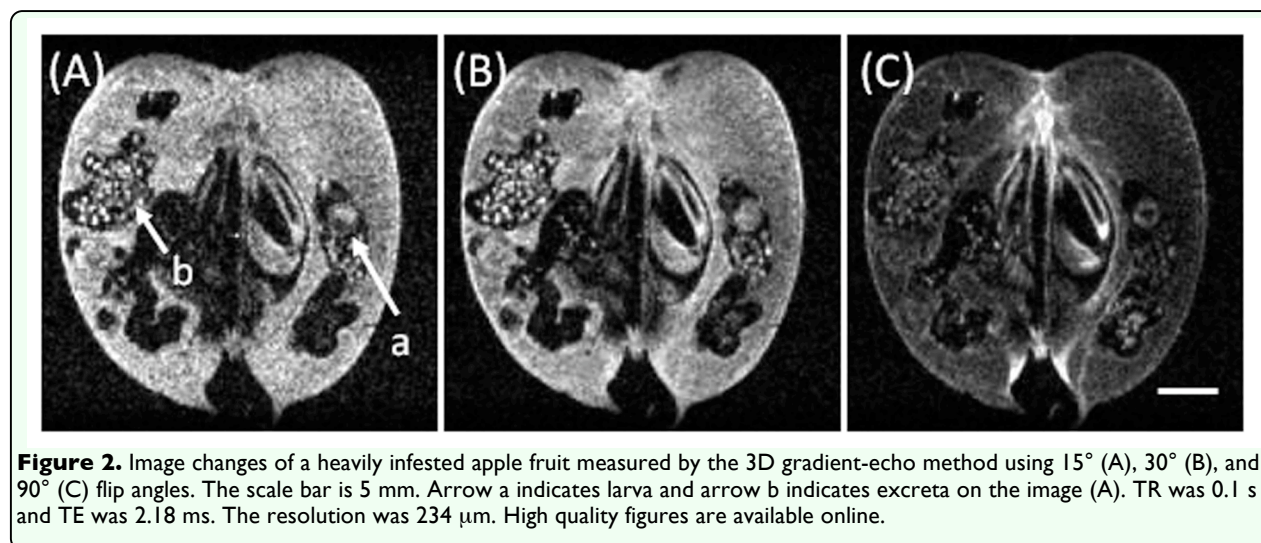 (A) (B) (C)
b
a
Figure 2. Image changes of a heavily infested apple fruit measured by the 3D gradient-echo method using 15° (A), 30° (B), and
90° (C) flip angles. The scale bar is 5 mm. Arrow a indicates larva and arrow b indicates excreta on the image (A). TR was 0.1 s
and TE was 2.18 ms. The resolution was 234 μm. High quality figures are available online.